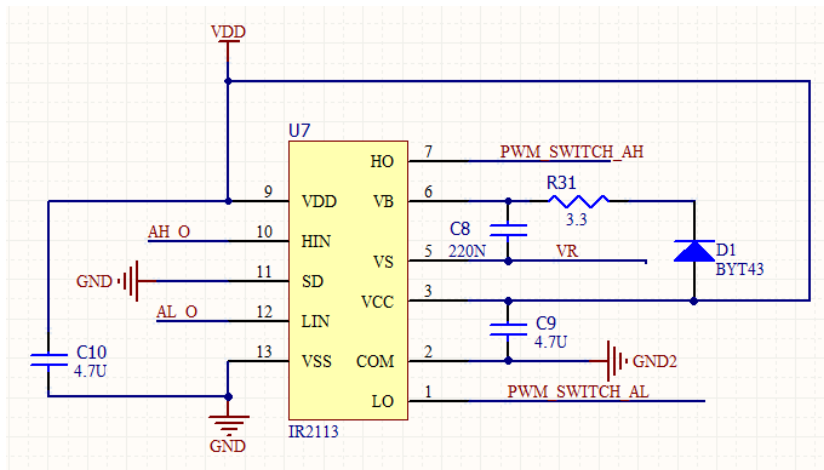 VDD
U7
HO 7 PWM_SWITCH_AH
9 VDD VB 6 R31
3.3
AH_O 10 HIN C8
220N
VS 5 VR
D1
BYT43
GND 11 SD
VCC 3
AL_O 12 LIN C9
4.7U
C10
4.7U
13 VSS COM 2 GND2
LO 1 PWM_SWITCH_AL
GND
IR2113